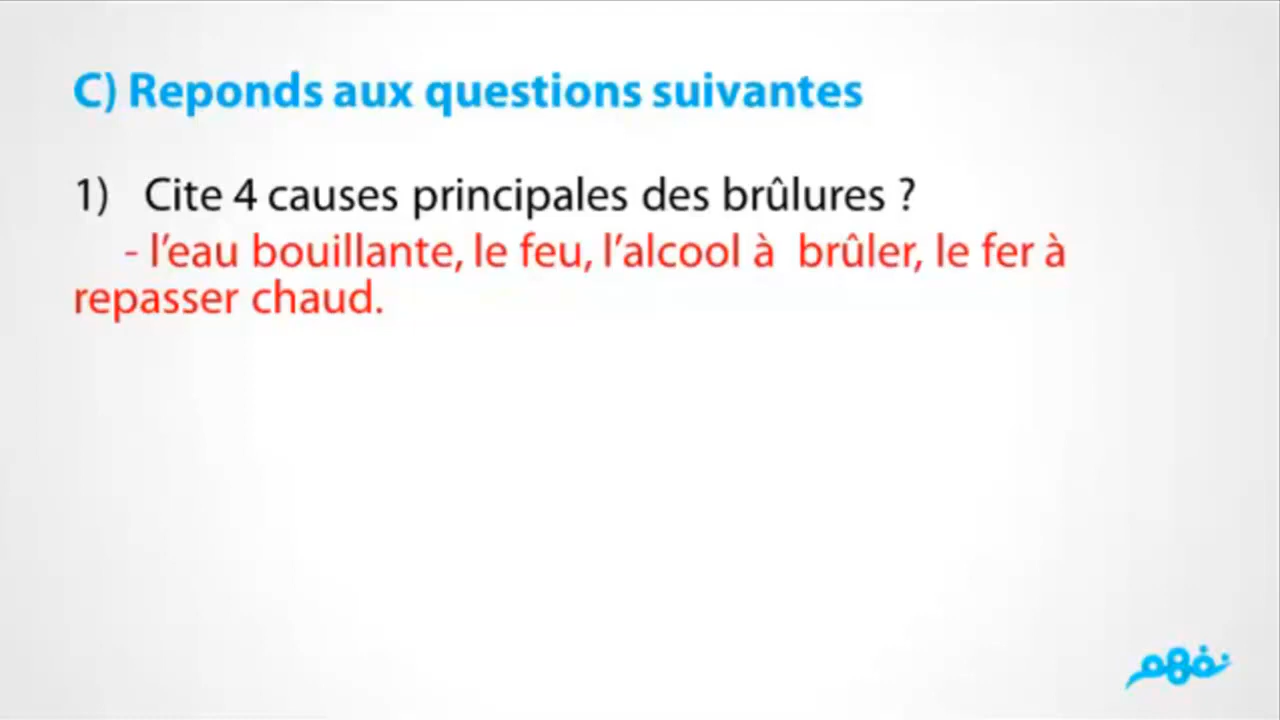 C) Reponds aux questions suivantes
1) Cite 4 causes principales des brûlures ?
- l'eau bouillante, le feu, l'alcool à brûler, le fer à
repasser chaud.
نفهم